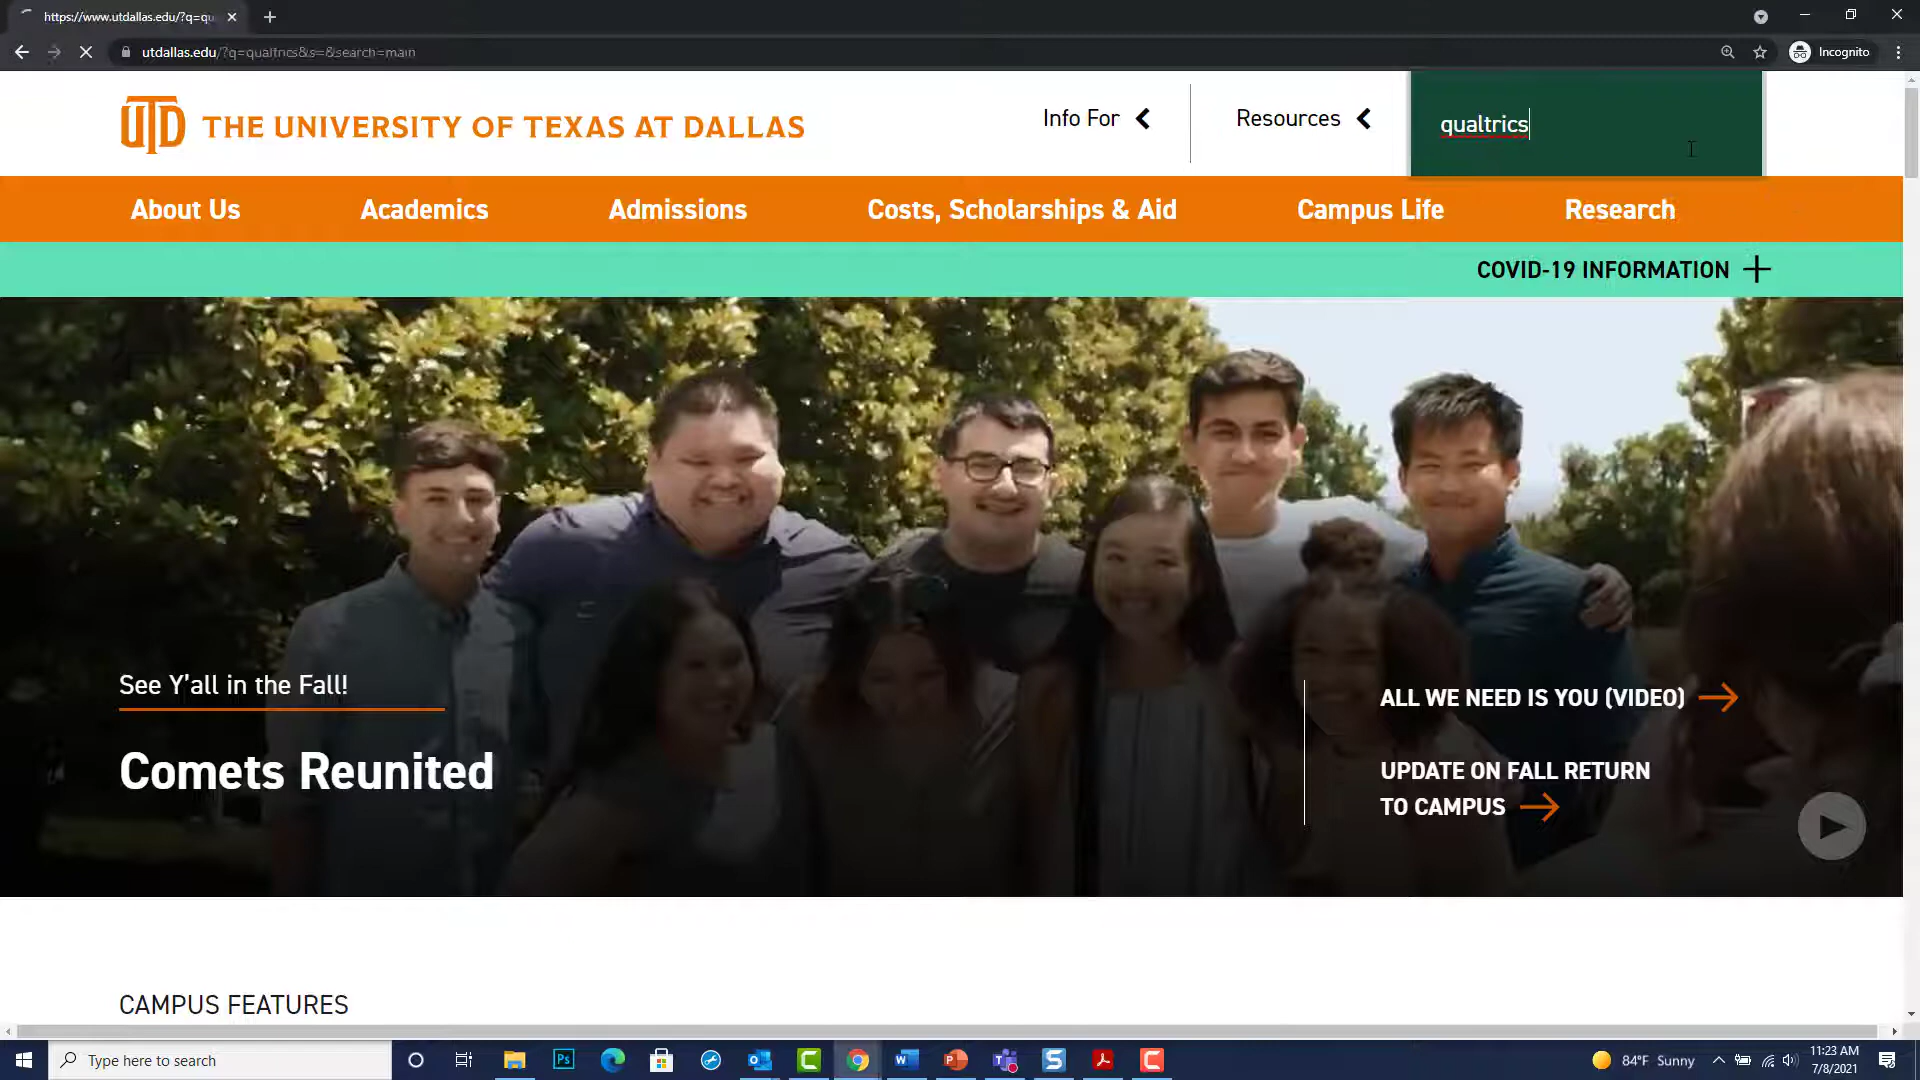 https://www.utdallas.edu/?q=qu
utdallas.edu/?q=qualtrics&s=&search=main
Incognito
UTD THE UNIVERSITY OF TEXAS AT DALLAS
Info For
Resources
qualtrics
About Us
Academics
Admissions
Costs, Scholarships & Aid
Campus Life
Research
COVID-19 INFORMATION
See Y'all in the Fall!
Comets Reunited
ALL WE NEED IS YOU (VIDEO)
UPDATE ON FALL RETURN
TO CAMPUS
CAMPUS FEATURES
Type here to search
84°F Sunny
11:23 AM
7/8/2021